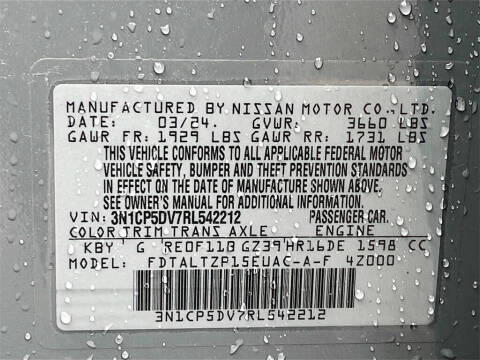 MANUFACTURED BY NISSAN MOTOR CO., LTD.
DATE: 03/24. GVWR: 3660 LBS
GAWR FR: 1929 LBS GAWR RR: 1731 LBS
THIS VEHICLE CONFORMS TO ALL APPLICABLE FEDERAL MOTOR
VEHICLE SAFETY, BUMPER AND THEFT PREVENTION STANDARDS
IN EFFECT ON THE DATE OF MANUFACTURE SHOWN ABOVE.
SEE OWNER'S MANUAL FOR ADDITIONAL INFORMATION.
VIN: 3N1CP5DV7RL542212 PASSENGER CAR.
COLOR TRIM TRANS AXLE ENGINE
KBY G RE0F11B GZ39 HR16DE 1598 CC
MODEL: FDTALTZP15EUAC-A-F 4Z000
3N1CP5DV7RL542212